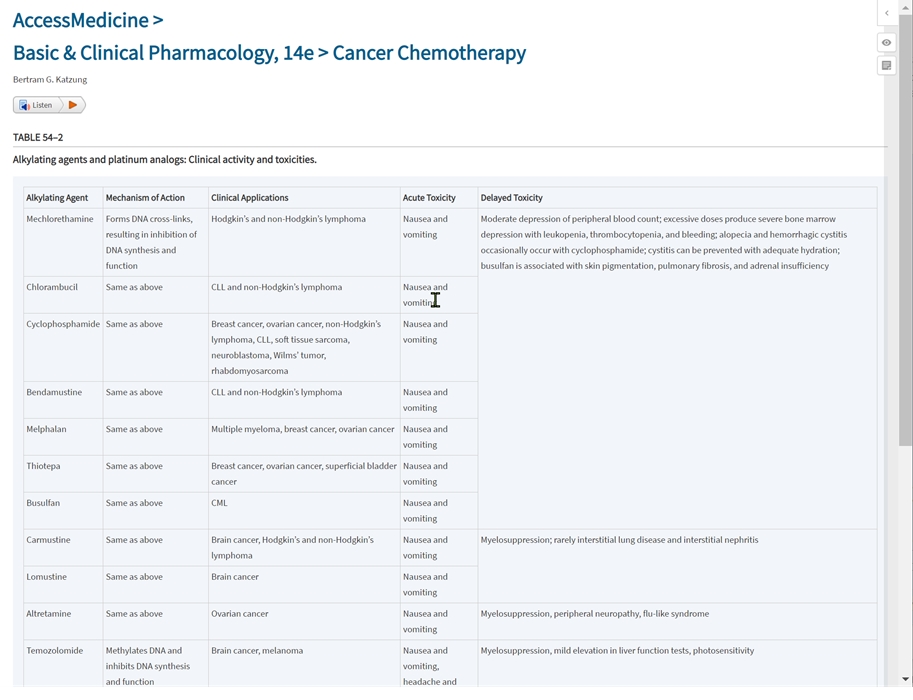 AccessMedicine >
Basic & Clinical Pharmacology, 14e > Cancer Chemotherapy
Bertram G. Katzung
Listen
TABLE 54–2
Alkylating agents and platinum analogs: Clinical activity and toxicities.
Alkylating Agent Mechanism of Action Clinical Applications Acute Toxicity Delayed Toxicity
Mechlorethamine Forms DNA cross-links, Hodgkin's and non-Hodgkin's lymphoma Nausea and Moderate depression of peripheral blood count; excessive doses produce severe bone marrow
resulting in inhibition of vomiting depression with leukopenia, thrombocytopenia, and bleeding; alopecia and hemorrhagic cystitis
DNA synthesis and occasionally occur with cyclophosphamide; cystitis can be prevented with adequate hydration;
function busulfan is associated with skin pigmentation, pulmonary fibrosis, and adrenal insufficiency
Chlorambucil Same as above CLL and non-Hodgkin's lymphoma Nausea and
vomiting
Cyclophosphamide Same as above Breast cancer, ovarian cancer, non-Hodgkin's Nausea and
lymphoma, CLL, soft tissue sarcoma, vomiting
neuroblastoma, Wilms' tumor,
rhabdomyosarcoma
Bendamustine Same as above CLL and non-Hodgkin's lymphoma Nausea and
vomiting
Melphalan Same as above Multiple myeloma, breast cancer, ovarian cancer Nausea and
vomiting
Thiotepa Same as above Breast cancer, ovarian cancer, superficial bladder Nausea and
cancer vomiting
Busulfan Same as above CML Nausea and
vomiting
Carmustine Same as above Brain cancer, Hodgkin's and non-Hodgkin's Nausea and Myelosuppression; rarely interstitial lung disease and interstitial nephritis
lymphoma vomiting
Lomustine Same as above Brain cancer Nausea and
vomiting
Altretamine Same as above Ovarian cancer Nausea and Myelosuppression, peripheral neuropathy, flu-like syndrome
vomiting
Temozolomide Methylates DNA and Brain cancer, melanoma Nausea and Myelosuppression, mild elevation in liver function tests, photosensitivity
inhibits DNA synthesis vomiting,
and function headache and